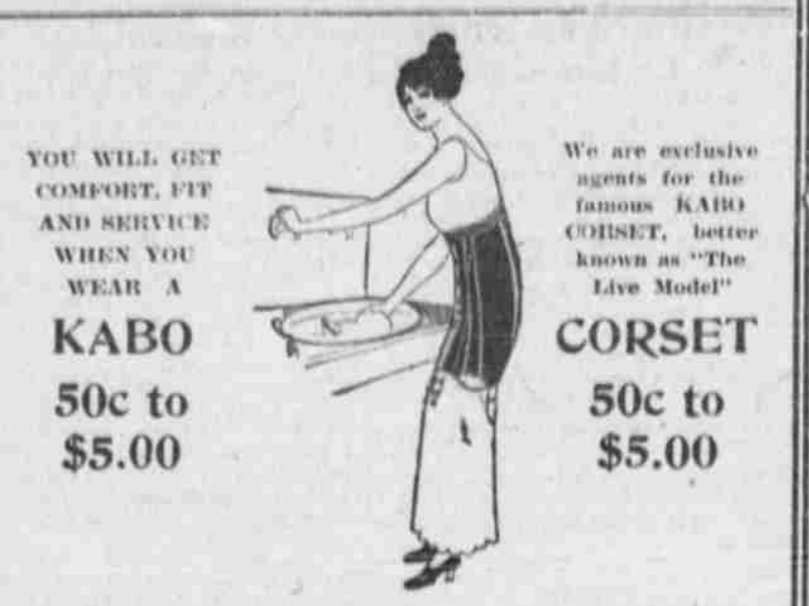 YOU WILL GET
COMFORT, FIT
AND SERVICE
WHEN YOU
WEAR A
KABO
50c to
$5.00
We are exclusive
agents for the
famous KABO
CORSET, better
known as "The
Live Model"
CORSET
50c to
$5.00